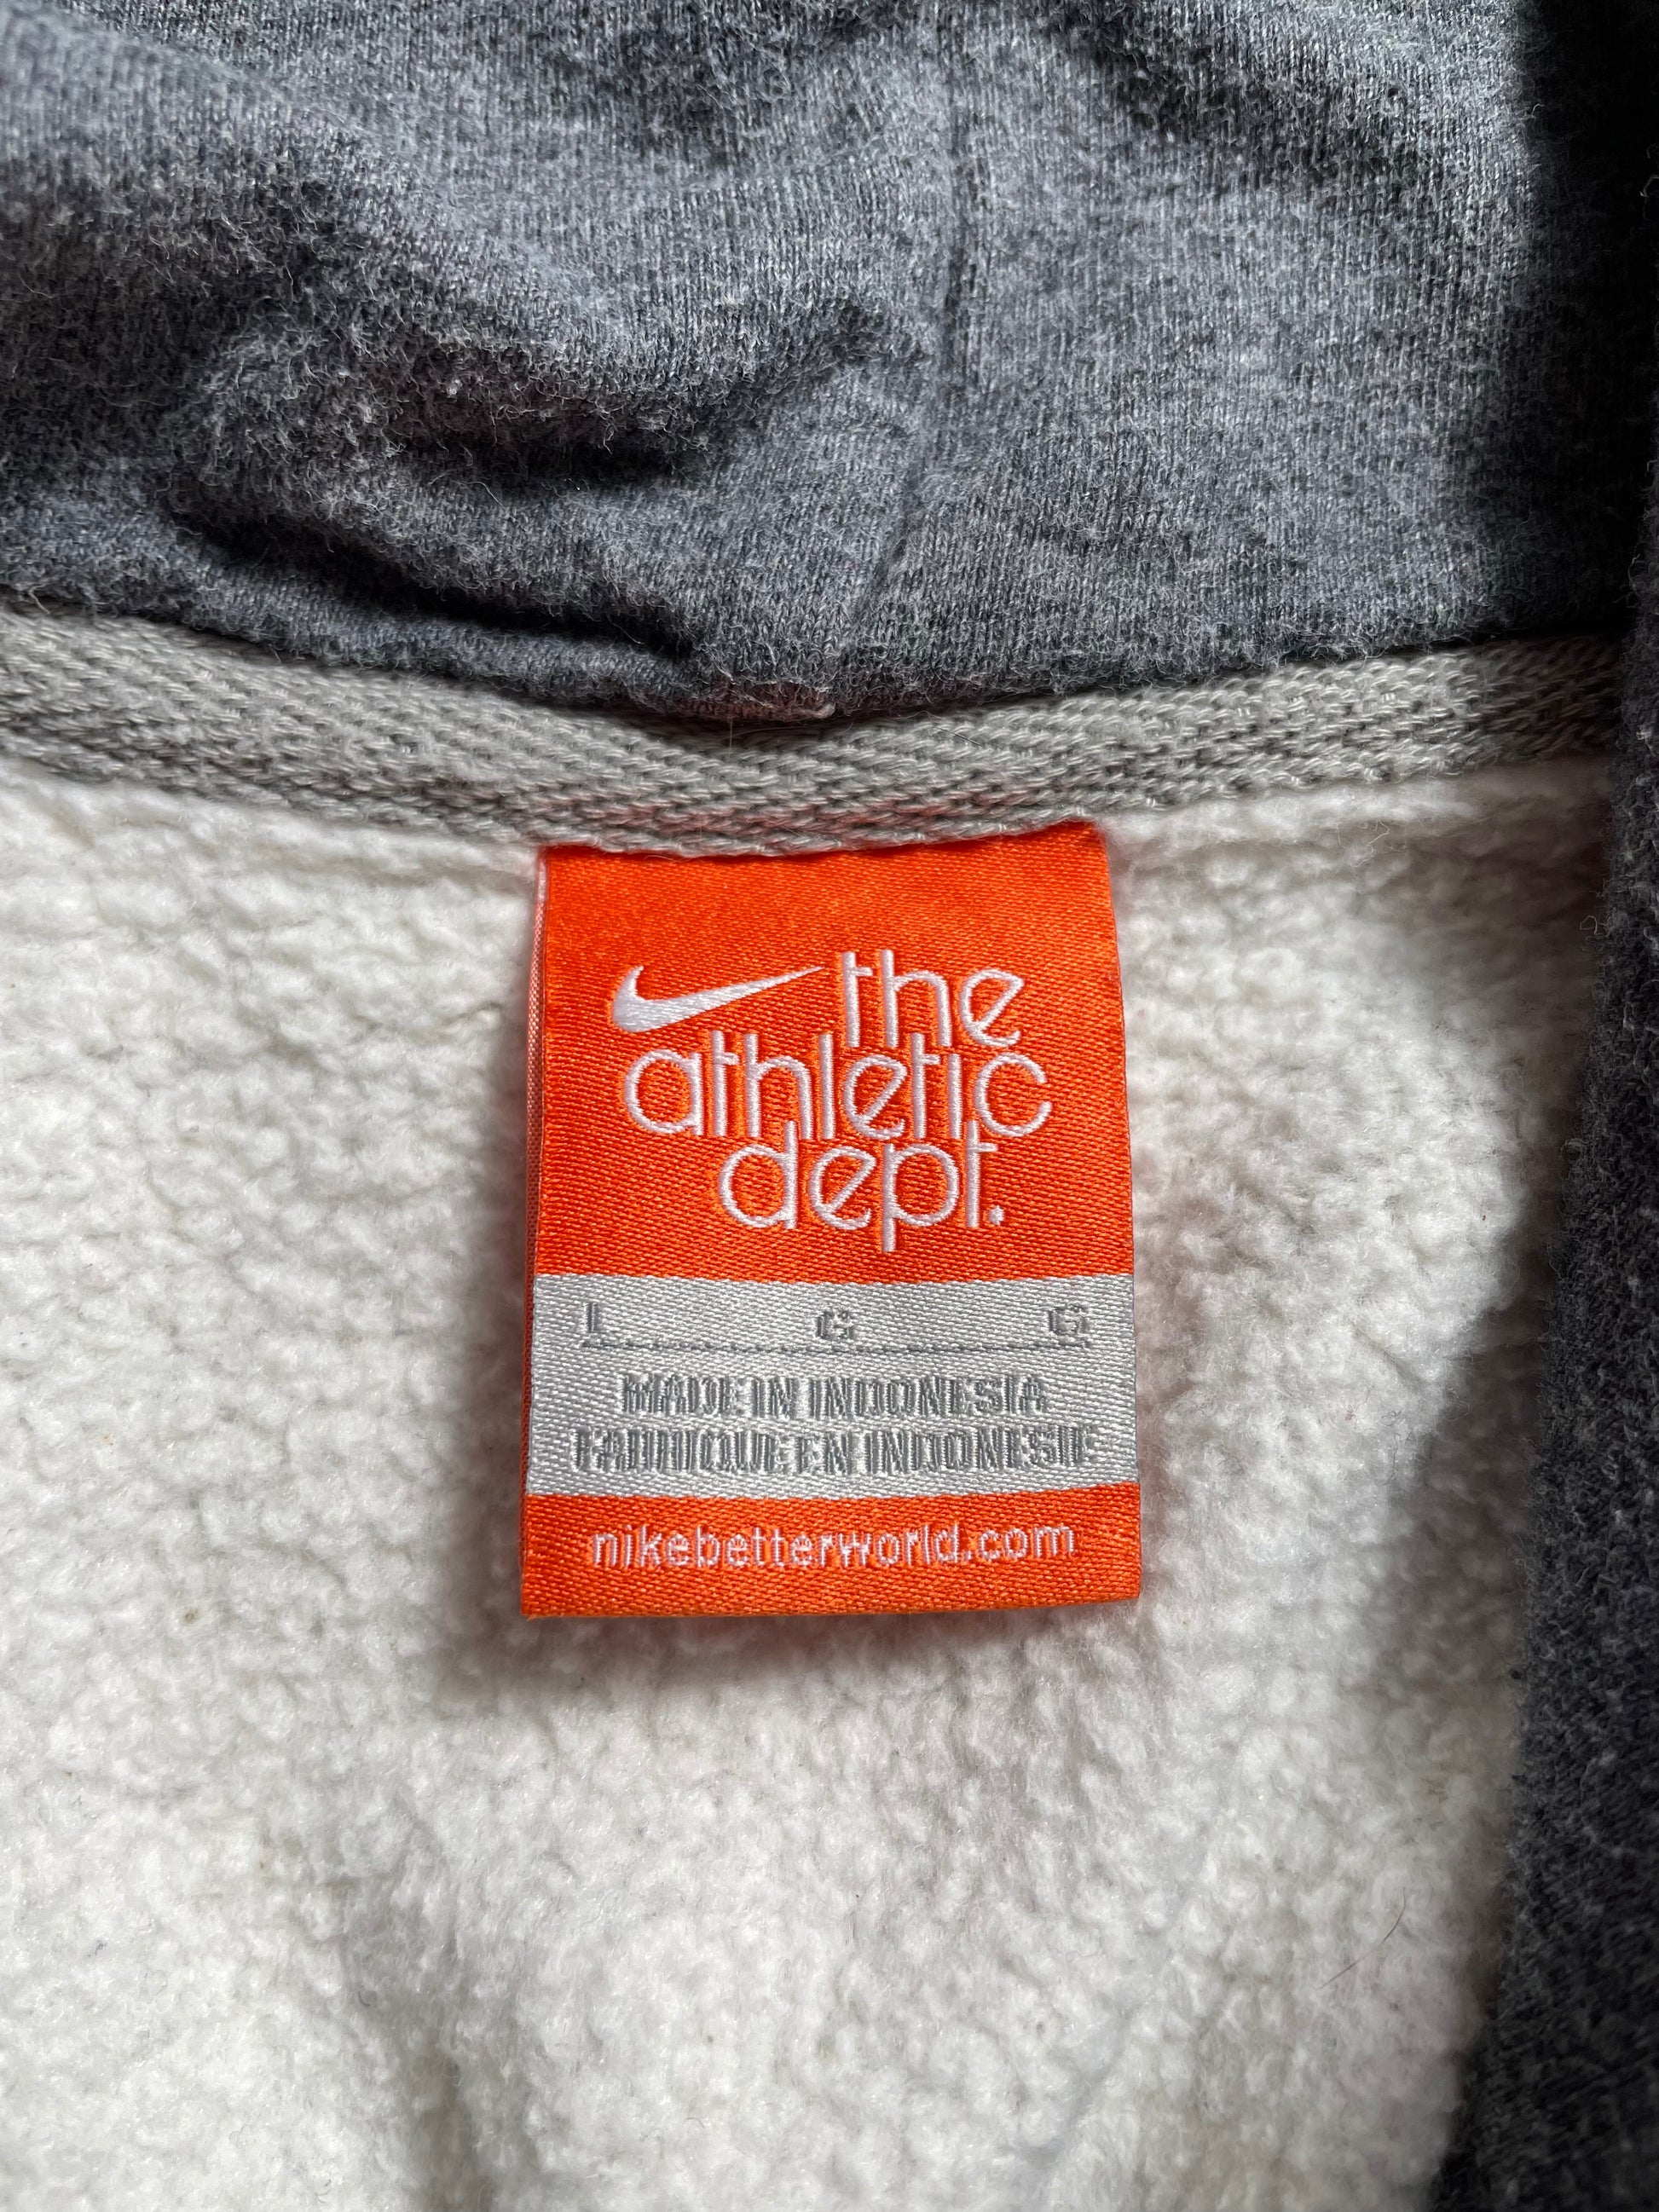 the
athletic
dept.
L G G
MADE IN INDONESIA
FABRIQUE EN INDONESIE
nikebetterworld.com